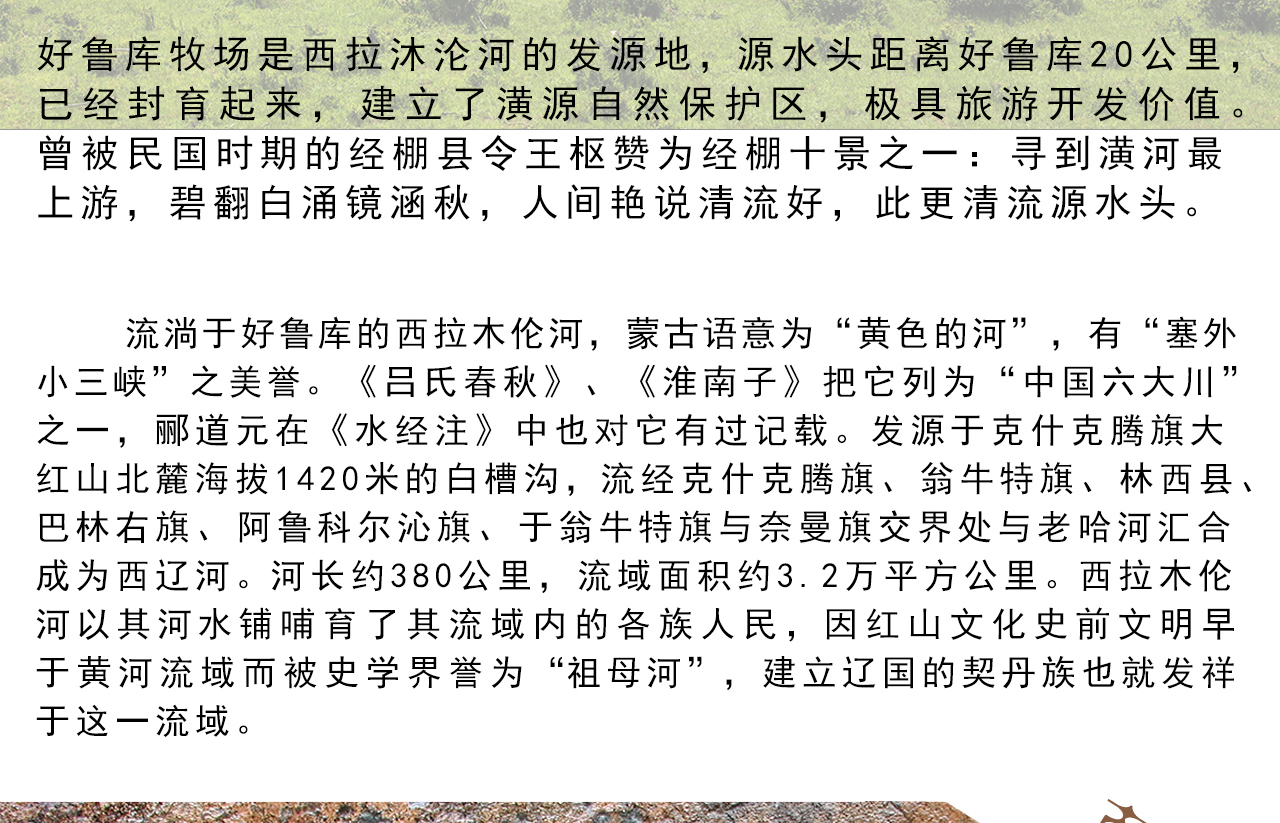 好鲁库牧场是西拉沐沦河的发源地，源水头距离好鲁库20公里，
已经封育起来，建立了潢源自然保护区，极具旅游开发价值。
曾被民国时期的经棚县令王枢赞为经棚十景之一：寻到潢河最
上游，碧翻白涌镜涵秋，人间艳说清流好，此更清流源水头。
流淌于好鲁库的西拉木伦河，蒙古语意为“黄色的河”，有“塞外
小三峡”之美誉。《吕氏春秋》、《淮南子》把它列为“中国六大川”
之一，郦道元在《水经注》中也对它有过记载。发源于克什克腾旗大
红山北麓海拔1420米的白槽沟，流经克什克腾旗、翁牛特旗、林西县、
巴林右旗、阿鲁科尔沁旗、于翁牛特旗与奈曼旗交界处与老哈河汇合
成为西辽河。河长约380公里，流域面积约3.2万平方公里。西拉木伦
河以其河水铺哺育了其流域内的各族人民，因红山文化史前文明早
于黄河流域而被史学界誉为“祖母河”，建立辽国的契丹族也就发祥
于这一流域。